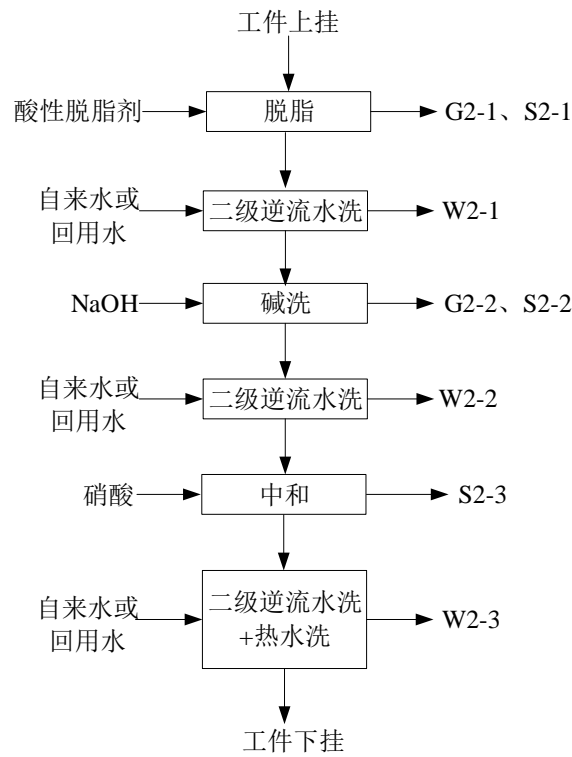 工件上挂
酸性脱脂剂
脱脂
G2-1、S2-1
自来水或
回用水
二级逆流水洗
W2-1
NaOH
碱洗
G2-2、S2-2
自来水或
回用水
二级逆流水洗
W2-2
硝酸
中和
S2-3
自来水或
回用水
二级逆流水洗
+热水洗
W2-3
工件下挂